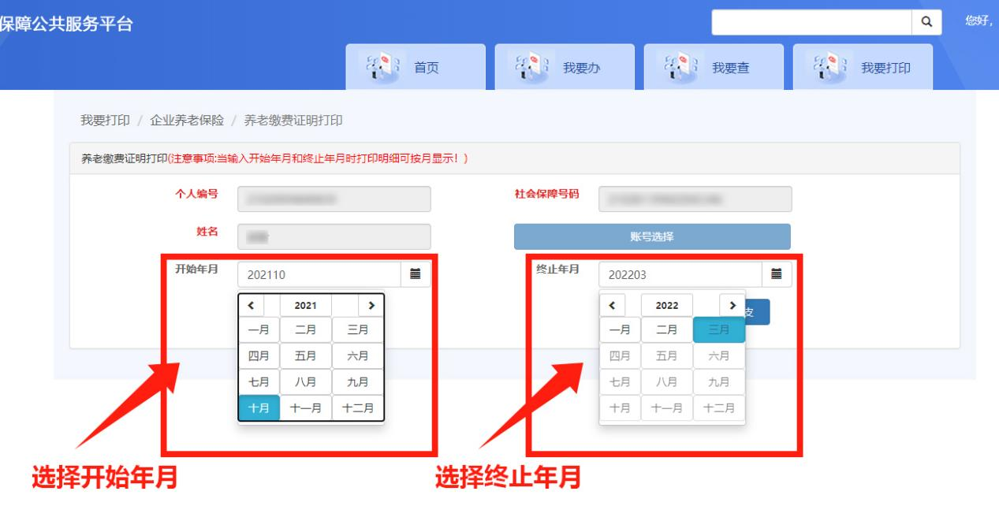 保障公共服务平台
您好,
首页
我要办
我要查
我要打印
我要打印 / 企业养老保险 / 养老缴费证明打印
养老缴费证明打印(注意事项:当输入开始年月和终止年月时打印明细可按月显示！)
个人编号
社会保障号码
姓名
账号选择
开始年月
202110
终止年月
202203
2021
一月 二月 三月
四月 五月 六月
七月 八月 九月
十月 十一月 十二月
2022
一月 二月 三月
四月 五月 六月
七月 八月 九月
十月 十一月 十二月
选择开始年月
选择终止年月